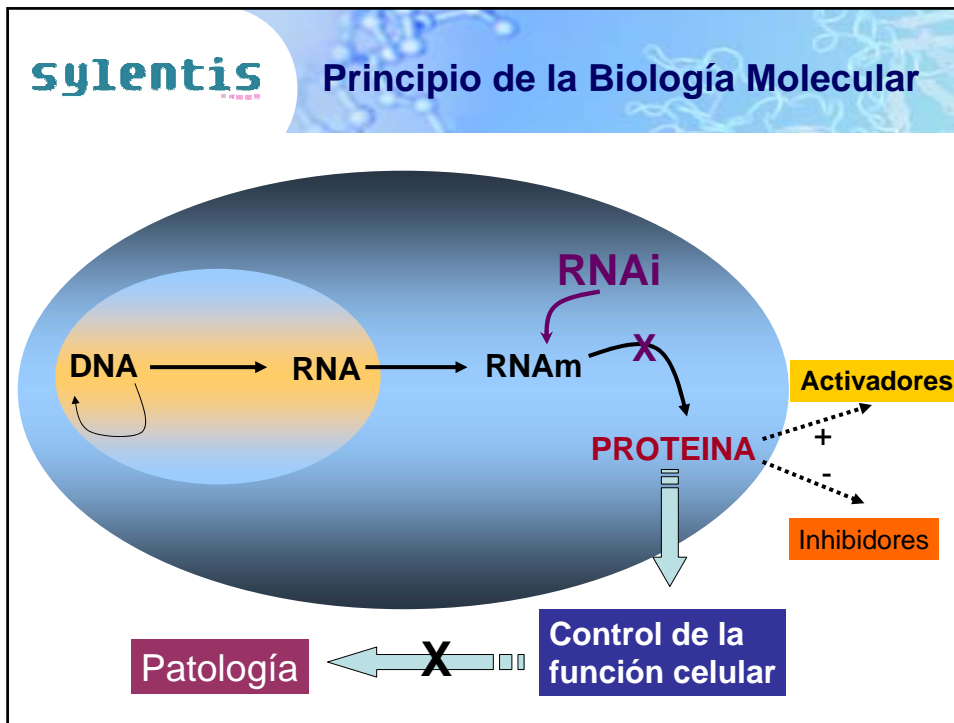 sylentis
Principio de la Biología Molecular
RNAi
DNA
RNA
RNAm
X
Activadores
+
PROTEINA
-
Inhibidores
Control de la
función celular
X
Patología